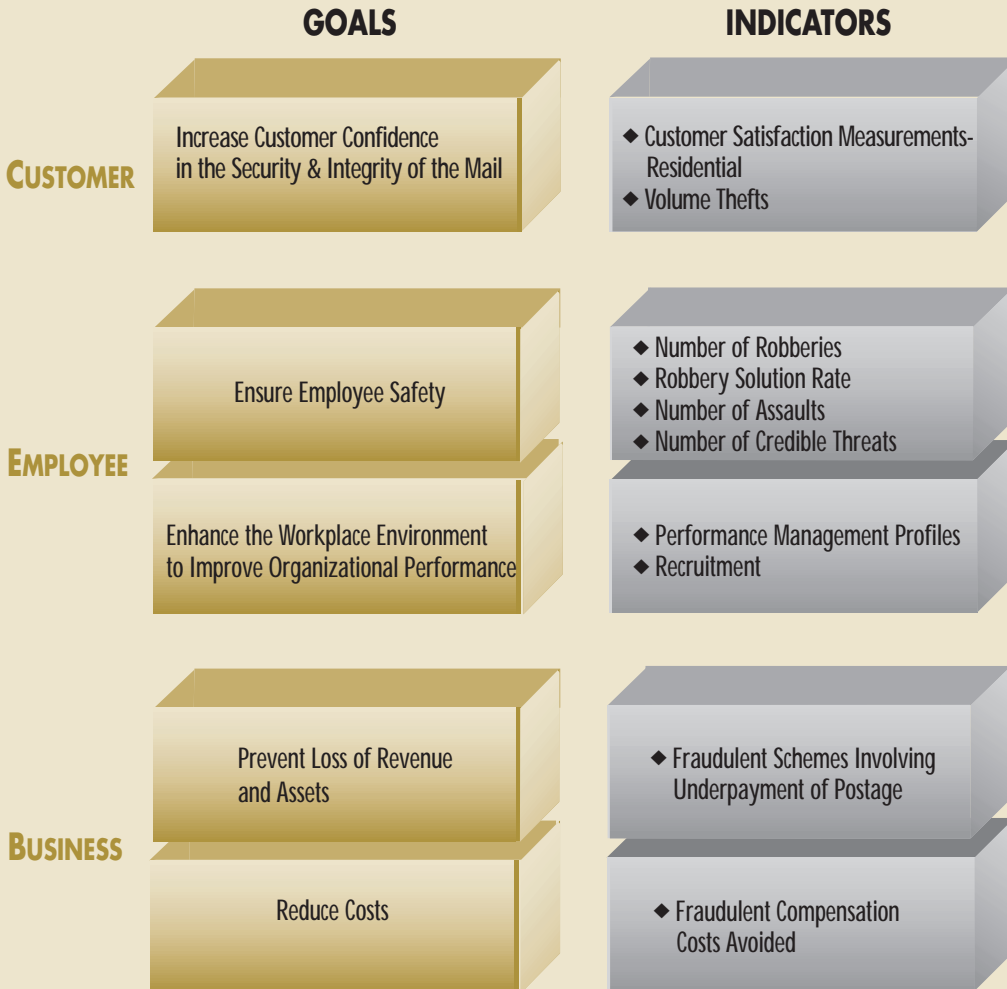 GOALS
INDICATORS
CUSTOMER
Increase Customer Confidence
in the Security & Integrity of the Mail
◆ Customer Satisfaction Measurements-
Residential
◆ Volume Thefts
EMPLOYEE
Ensure Employee Safety
◆ Number of Robberies
◆ Robbery Solution Rate
◆ Number of Assaults
◆ Number of Credible Threats
Enhance the Workplace Environment
to Improve Organizational Performance
◆ Performance Management Profiles
◆ Recruitment
BUSINESS
Prevent Loss of Revenue
and Assets
◆ Fraudulent Schemes Involving
Underpayment of Postage
Reduce Costs
◆ Fraudulent Compensation
Costs Avoided